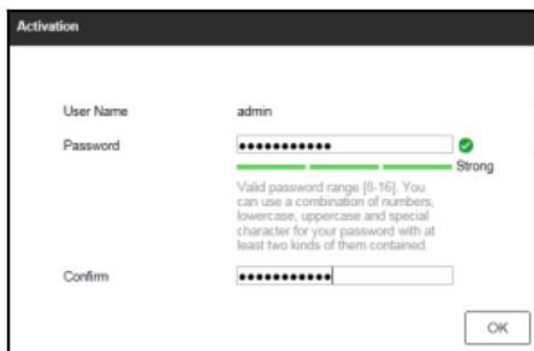 Activation
User Name admin
Password •••••••••••
Strong
Valid password range [8-16]. You
can use a combination of numbers,
lowercase, uppercase and special
character for your password with at
least two kinds of them contained.
Confirm •••••••••••
OK